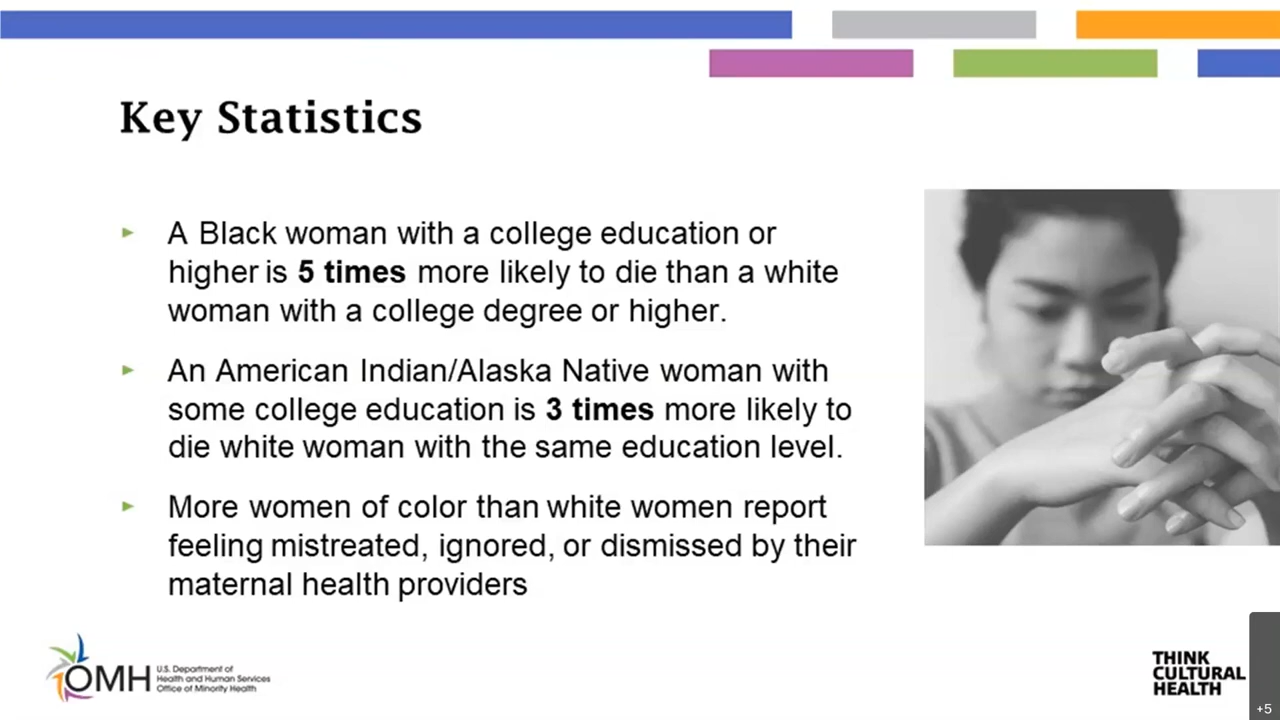 Key Statistics
A Black woman with a college education or
higher is 5 times more likely to die than a white
woman with a college degree or higher.
An American Indian/Alaska Native woman with
some college education is 3 times more likely to
die white woman with the same education level.
More women of color than white women report
feeling mistreated, ignored, or dismissed by their
maternal health providers
OMH
U.S. Department of
Health and Human Services
Office of Minority Health
THINK
CULTURAL
HEALTH
+5